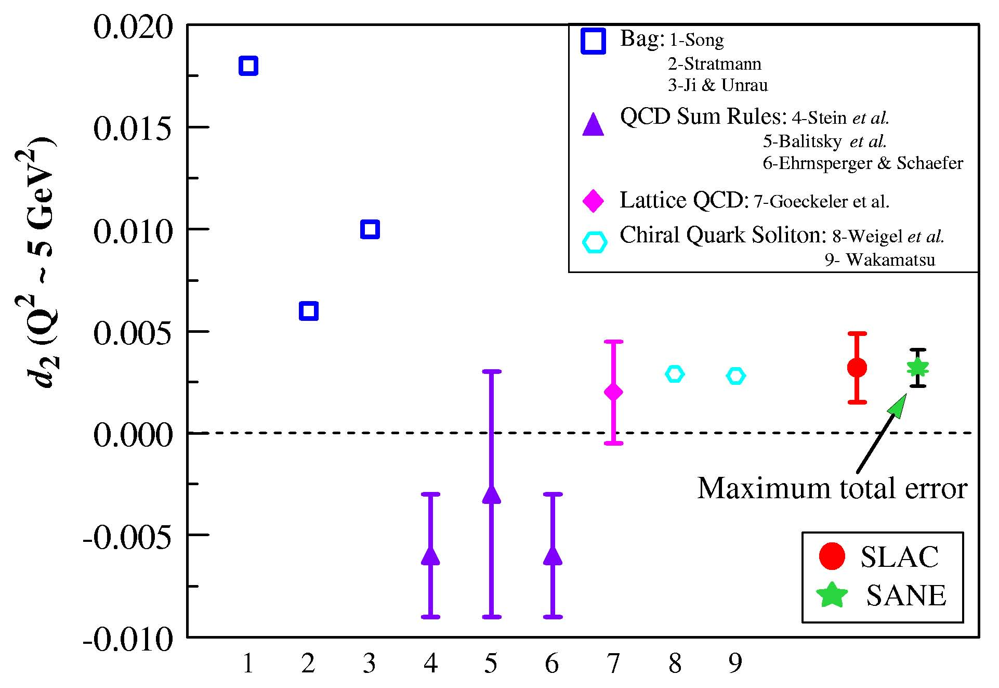 0.020
0.015
0.010
0.005
0.000
-0.005
-0.010
d2 (Q2 ~ 5 GeV2)
Bag: 1-Song
2-Stratmann
3-Ji & Unrau
QCD Sum Rules: 4-Stein et al.
5-Balitsky et al.
6-Ehrnsperger & Schaefer
Lattice QCD: 7-Goeckeler et al.
Chiral Quark Soliton: 8-Weigel et al.
9- Wakamatsu
Maximum total error
SLAC
SANE
1 2 3 4 5 6 7 8 9